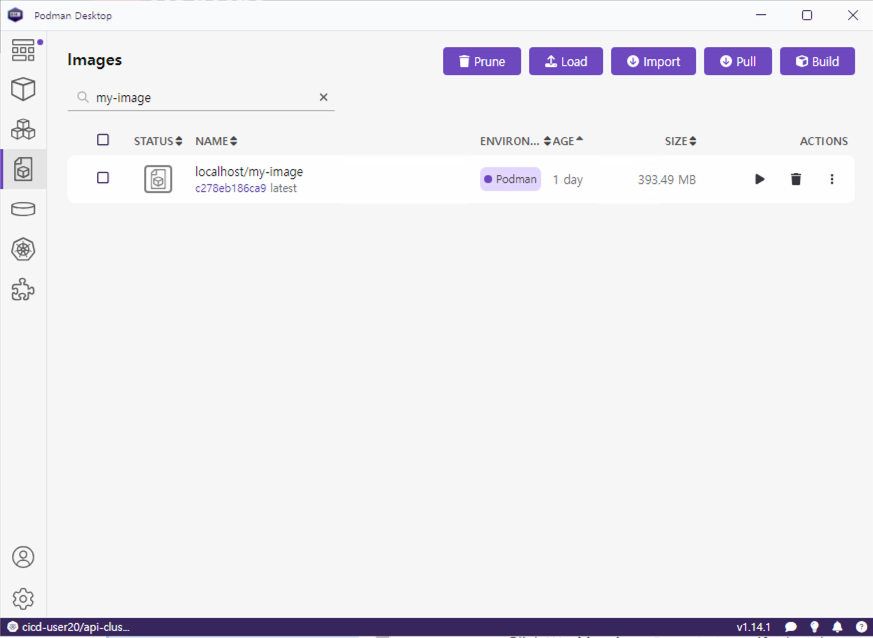 Podman Desktop
Images
Prune
Load
Import
Pull
Build
my-image
STATUS NAME ENVIRON... AGE SIZE ACTIONS
localhost/my-image
c278eb186ca9 latest
Podman
1 day
393.49 MB
cicd-user20/api-clus...
v1.14.1